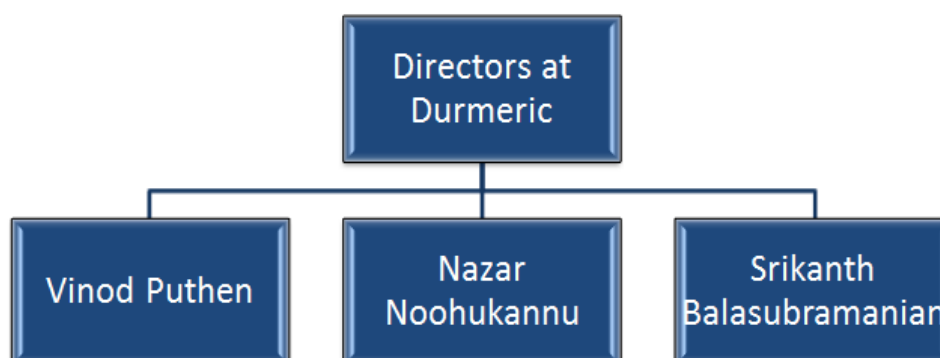 Directors at
Durmeric
Vinod Puthen
Nazar
Noohukannu
Srikanth
Balasubramanian